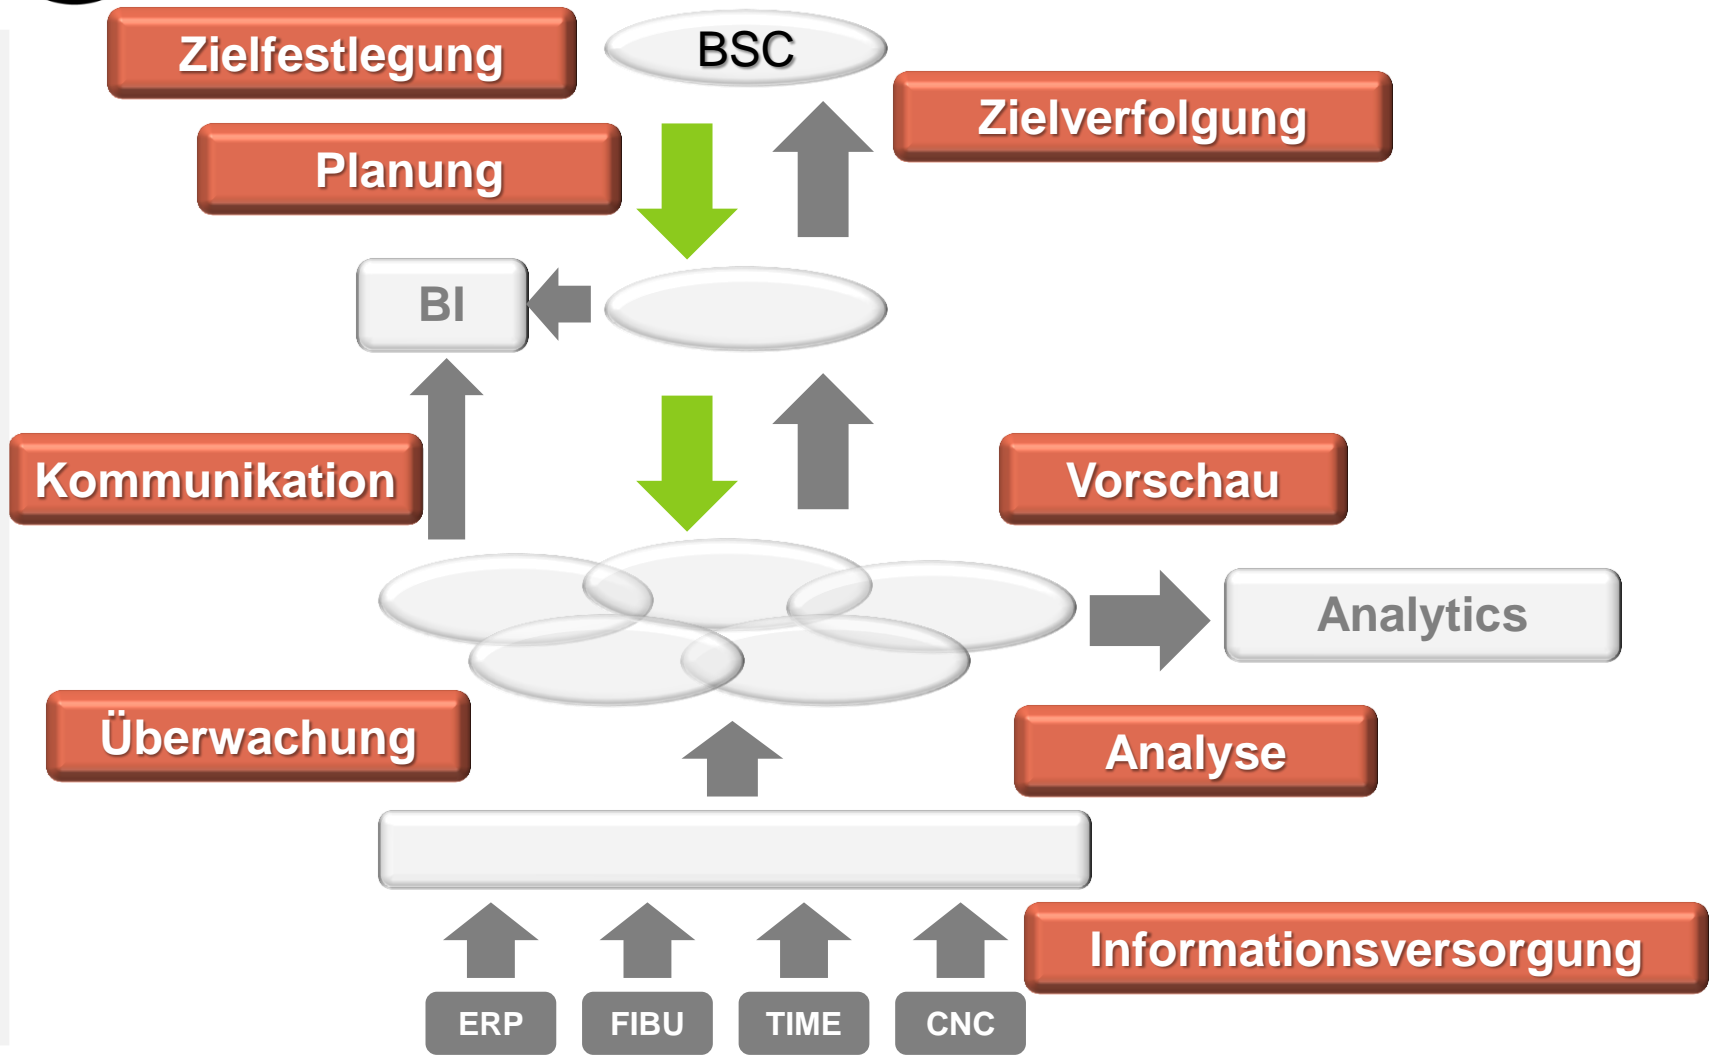 Zielfestlegung
BSC
Zielverfolgung
Planung
BI
Kommunikation
Vorschau
Analytics
Überwachung
Analyse
Informationsversorgung
ERP
FIBU
TIME
CNC